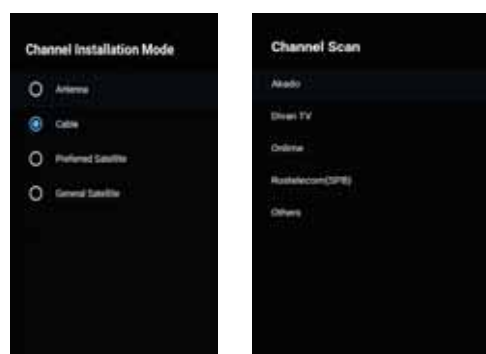 Channel Installation Mode
Antenna
Cable
Preferred Satellite
General Satellite
Channel Scan
Akado
Divan TV
Onlime
Rostelecom(SPB)
Others